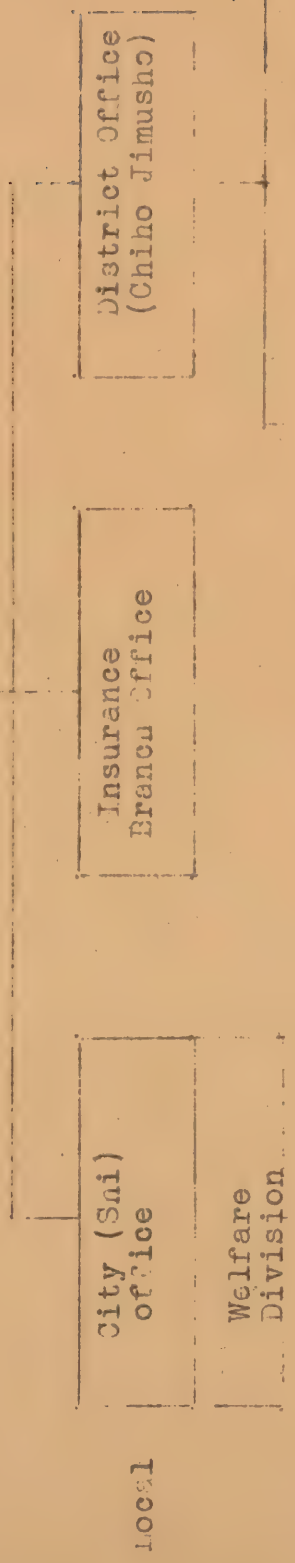 Local
City (Shi)
office
Welfare
Division
Insurance
Branch Office
District Office
(Chiho Jimusho)